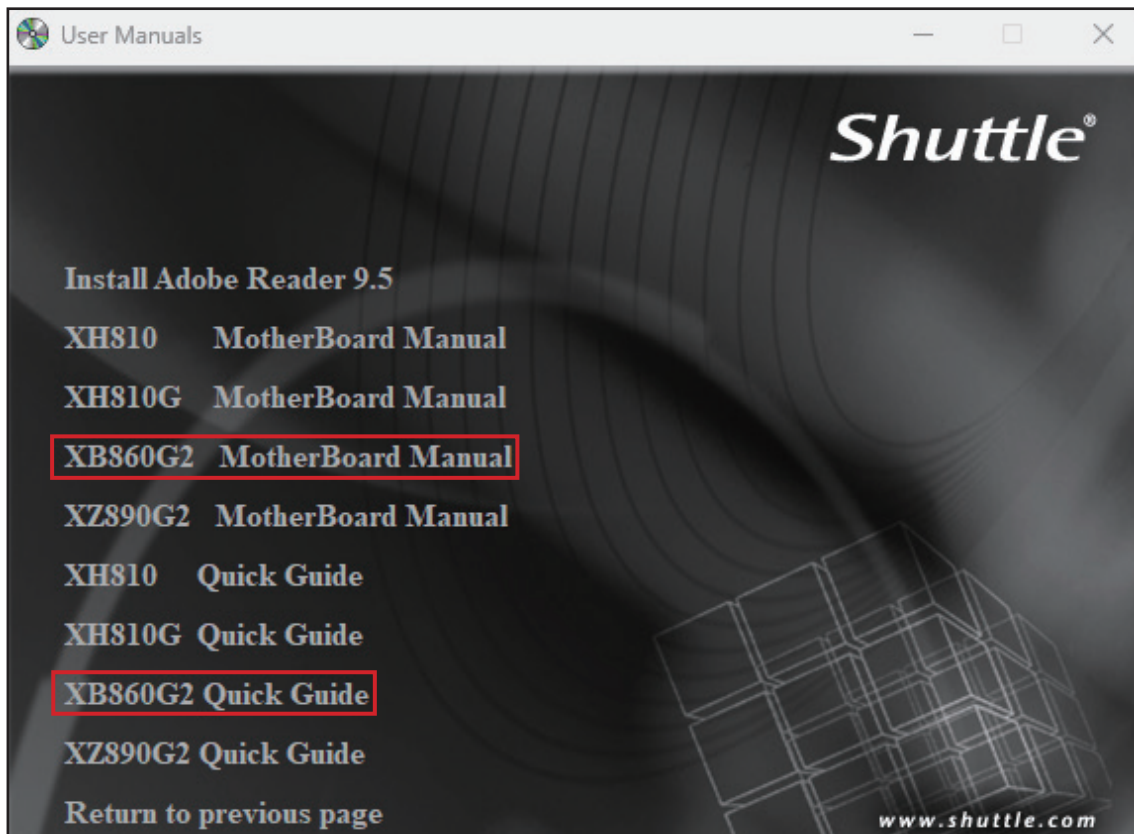 User Manuals
Shuttle®
Install Adobe Reader 9.5
XH810 MotherBoard Manual
XH810G MotherBoard Manual
XB860G2 MotherBoard Manual
XZ890G2 MotherBoard Manual
XH810 Quick Guide
XH810G Quick Guide
XB860G2 Quick Guide
XZ890G2 Quick Guide
Return to previous page
www.shuttle.com